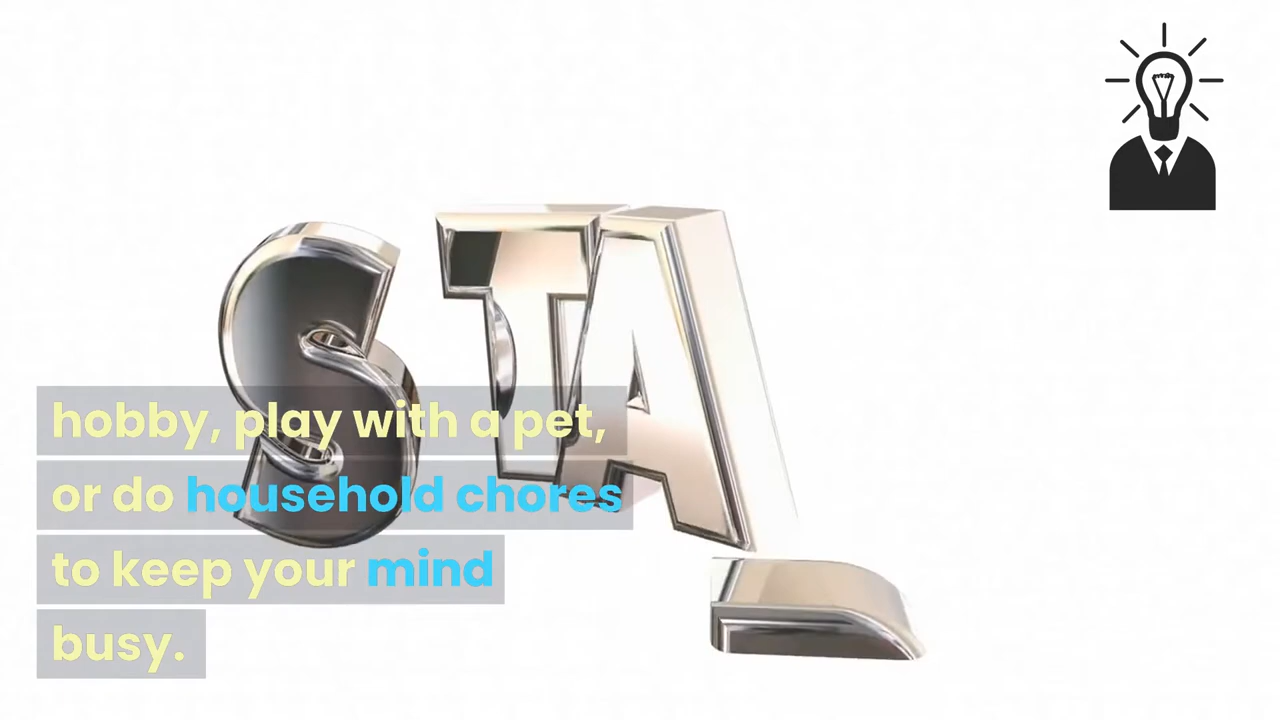 STA
hobby, play with a pet,
or do household chores
to keep your mind
busy.